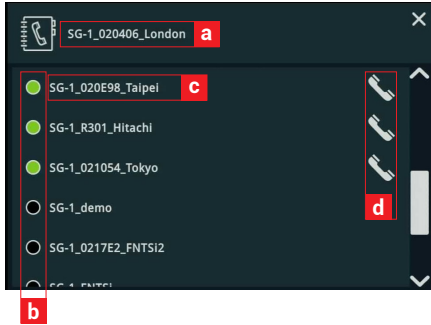 SG-1_020406_London a
SG-1_020E98_Taipei c
SG-1_R301_Hitachi
SG-1_021054_Tokyo
SG-1_demo d
SG-1_0217E2_FNTSi2
b